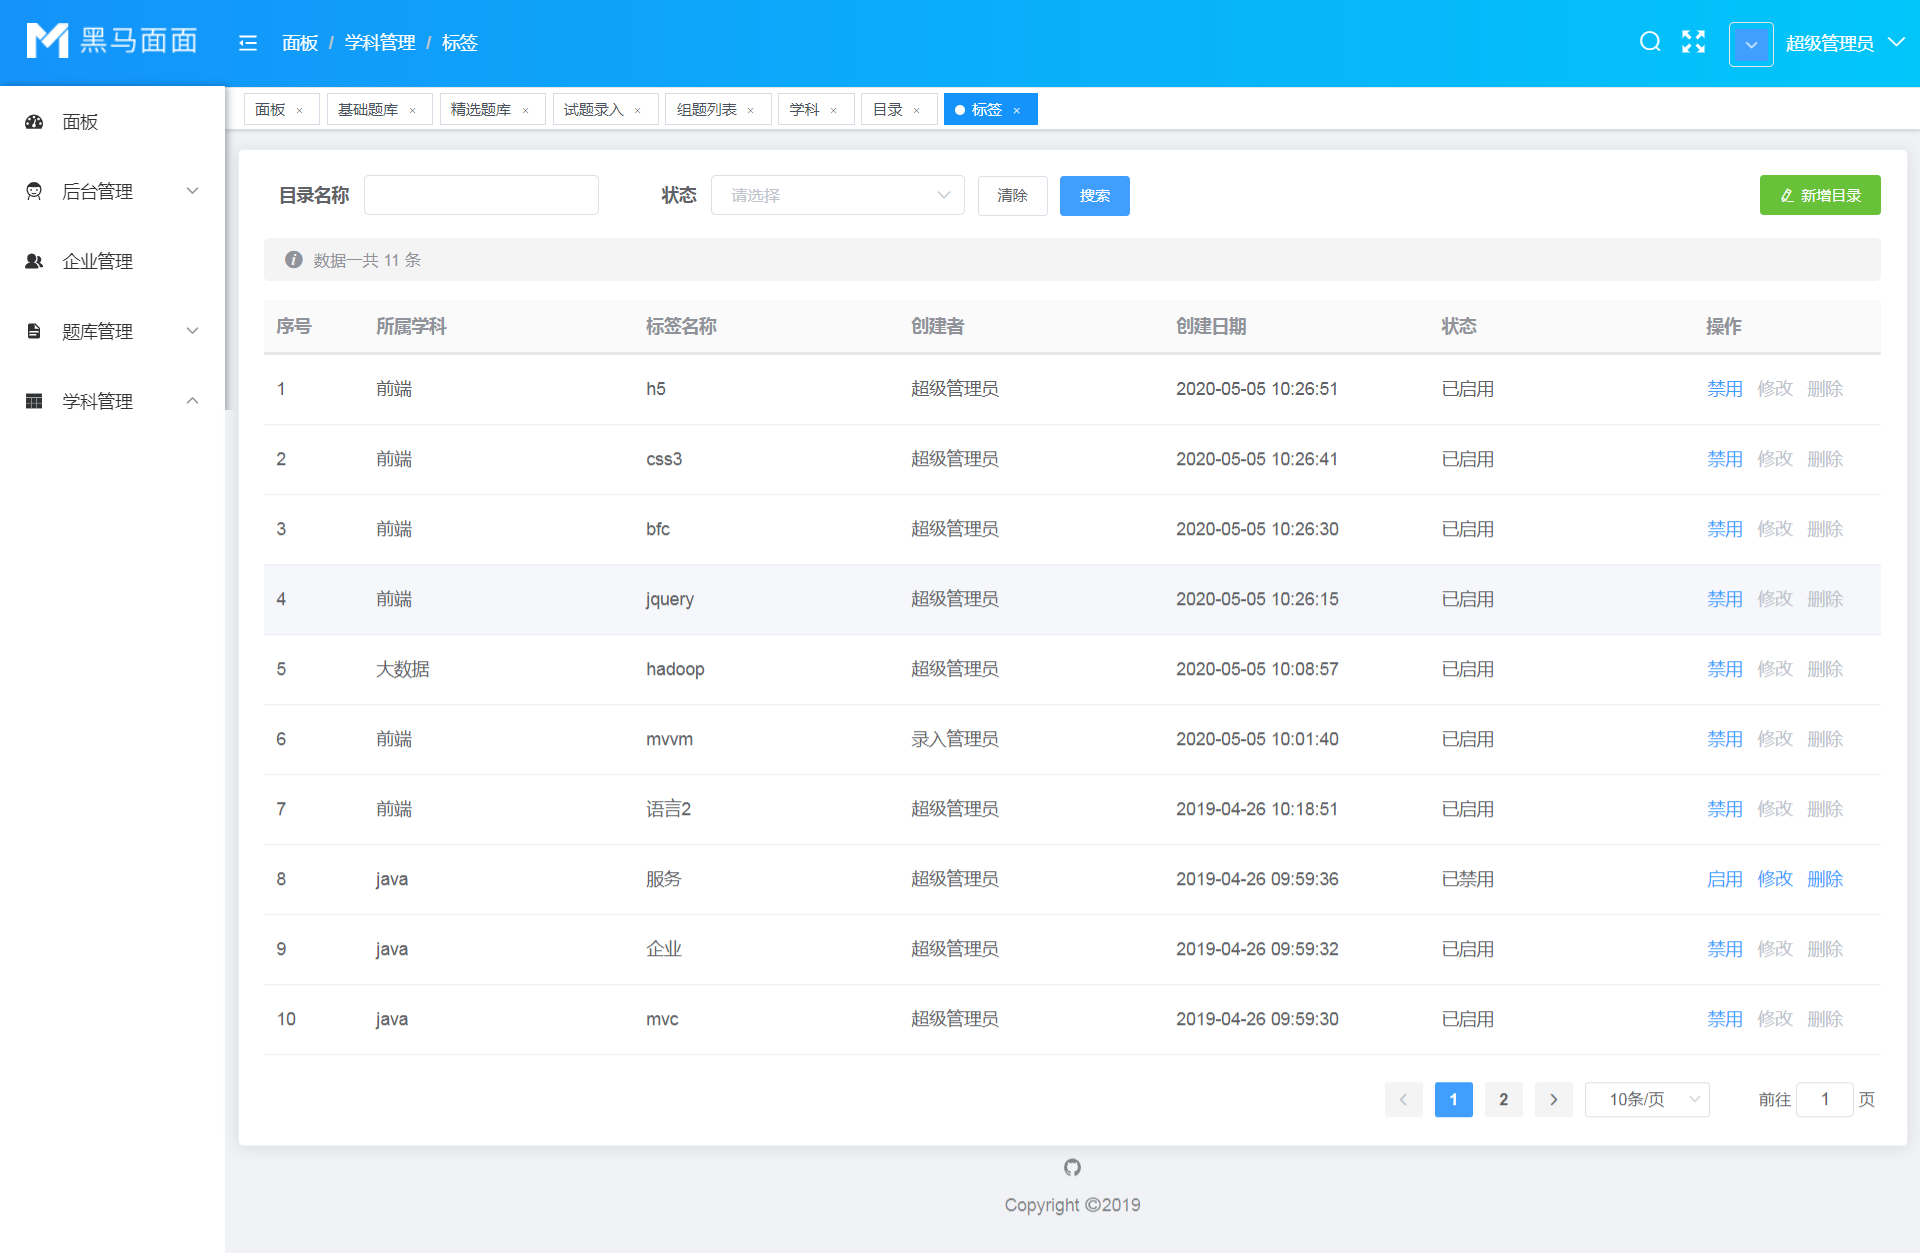 黑马面面 面板 / 学科管理 / 标签 超级管理员
面板 × 基础题库 × 精选题库 × 试题录入 × 组题列表 × 学科 × 目录 × 标签 ×
面板
后台管理
企业管理
题库管理
学科管理
目录名称 状态 请选择 清除 搜索 新增目录
数据一共 11 条
序号 所属学科 标签名称 创建者 创建日期 状态 操作
1 前端 h5 超级管理员 2020-05-05 10:26:51 已启用 禁用 修改 删除
2 前端 css3 超级管理员 2020-05-05 10:26:41 已启用 禁用 修改 删除
3 前端 bfc 超级管理员 2020-05-05 10:26:30 已启用 禁用 修改 删除
4 前端 jquery 超级管理员 2020-05-05 10:26:15 已启用 禁用 修改 删除
5 大数据 hadoop 超级管理员 2020-05-05 10:08:57 已启用 禁用 修改 删除
6 前端 mvvm 录入管理员 2020-05-05 10:01:40 已启用 禁用 修改 删除
7 前端 语言2 超级管理员 2019-04-26 10:18:51 已启用 禁用 修改 删除
8 java 服务 超级管理员 2019-04-26 09:59:36 已禁用 启用 修改 删除
9 java 企业 超级管理员 2019-04-26 09:59:32 已启用 禁用 修改 删除
10 java mvc 超级管理员 2019-04-26 09:59:30 已启用 禁用 修改 删除
1 2 10条/页 前往 1 页
Copyright ©2019